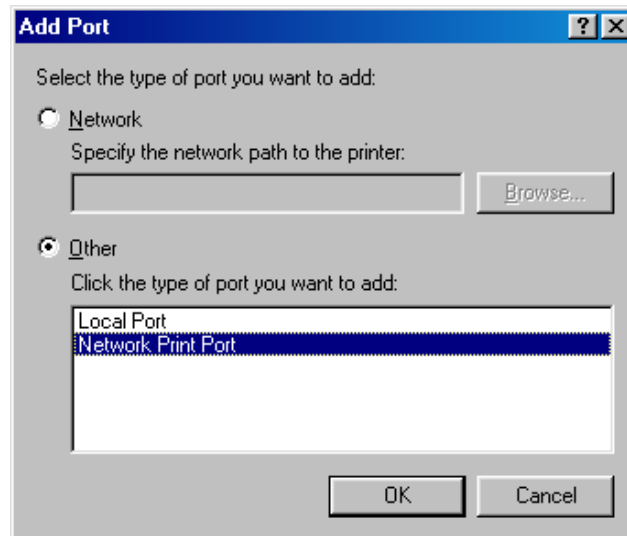 Add Port
Select the type of port you want to add:
Network
Specify the network path to the printer:
Browse...
Other
Click the type of port you want to add:
Local Port
Network Print Port
OK Cancel